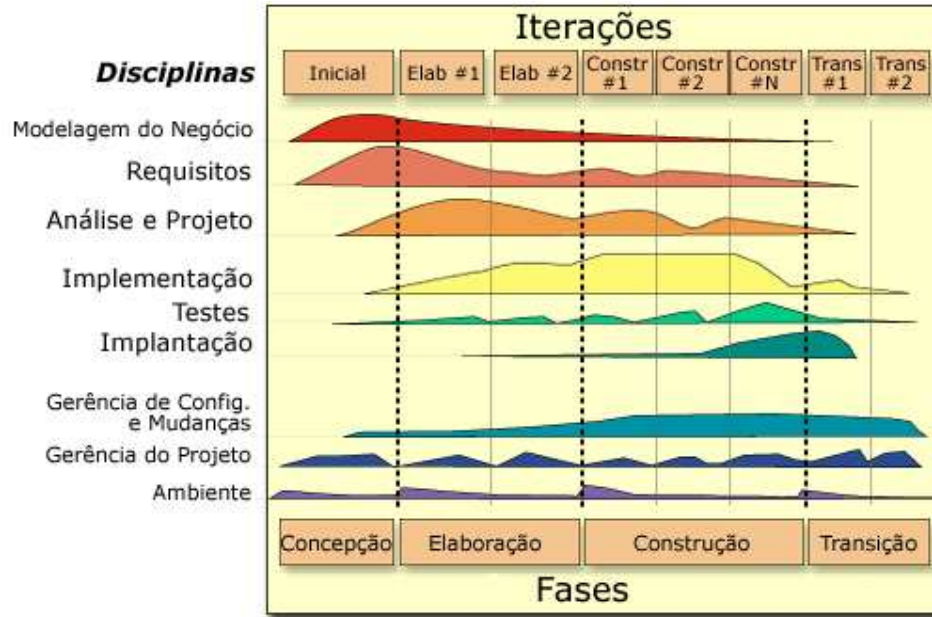 Iterações
Disciplinas
Inicial
Elab #1
Elab #2
Constr
#1
Constr
#2
Constr
#N
Trans
#1
Trans
#2
Modelagem do Negócio
Requisitos
Análise e Projeto
Implementação
Testes
Implantação
Gerência de Config.
e Mudanças
Gerência do Projeto
Ambiente
Concepção
Elaboração
Construção
Transição
Fases